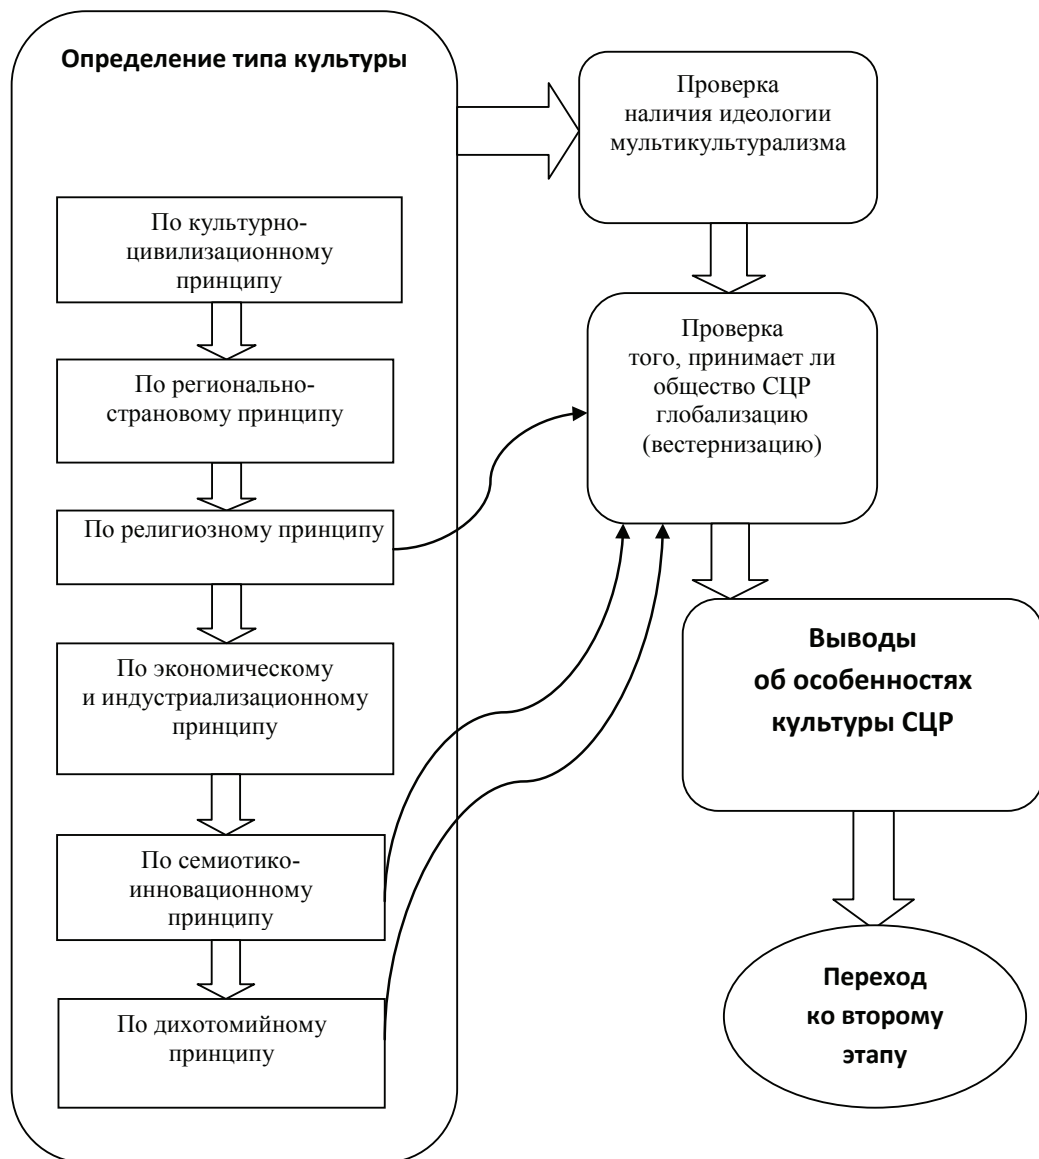 Определение типа культуры
По культурно-
цивилизационному
принципу
По регионально-
страновому принципу
По религиозному принципу
По экономическому
и индустриализационному
принципу
По семиотико-
инновационному
принципу
По дихотомийному
принципу
Проверка
наличия идеологии
мультикультурализма
Проверка
того, принимает ли
общество СЦР
глобализацию
(вестернизацию)
Выводы
об особенностях
культуры СЦР
Переход
ко второму
этапу